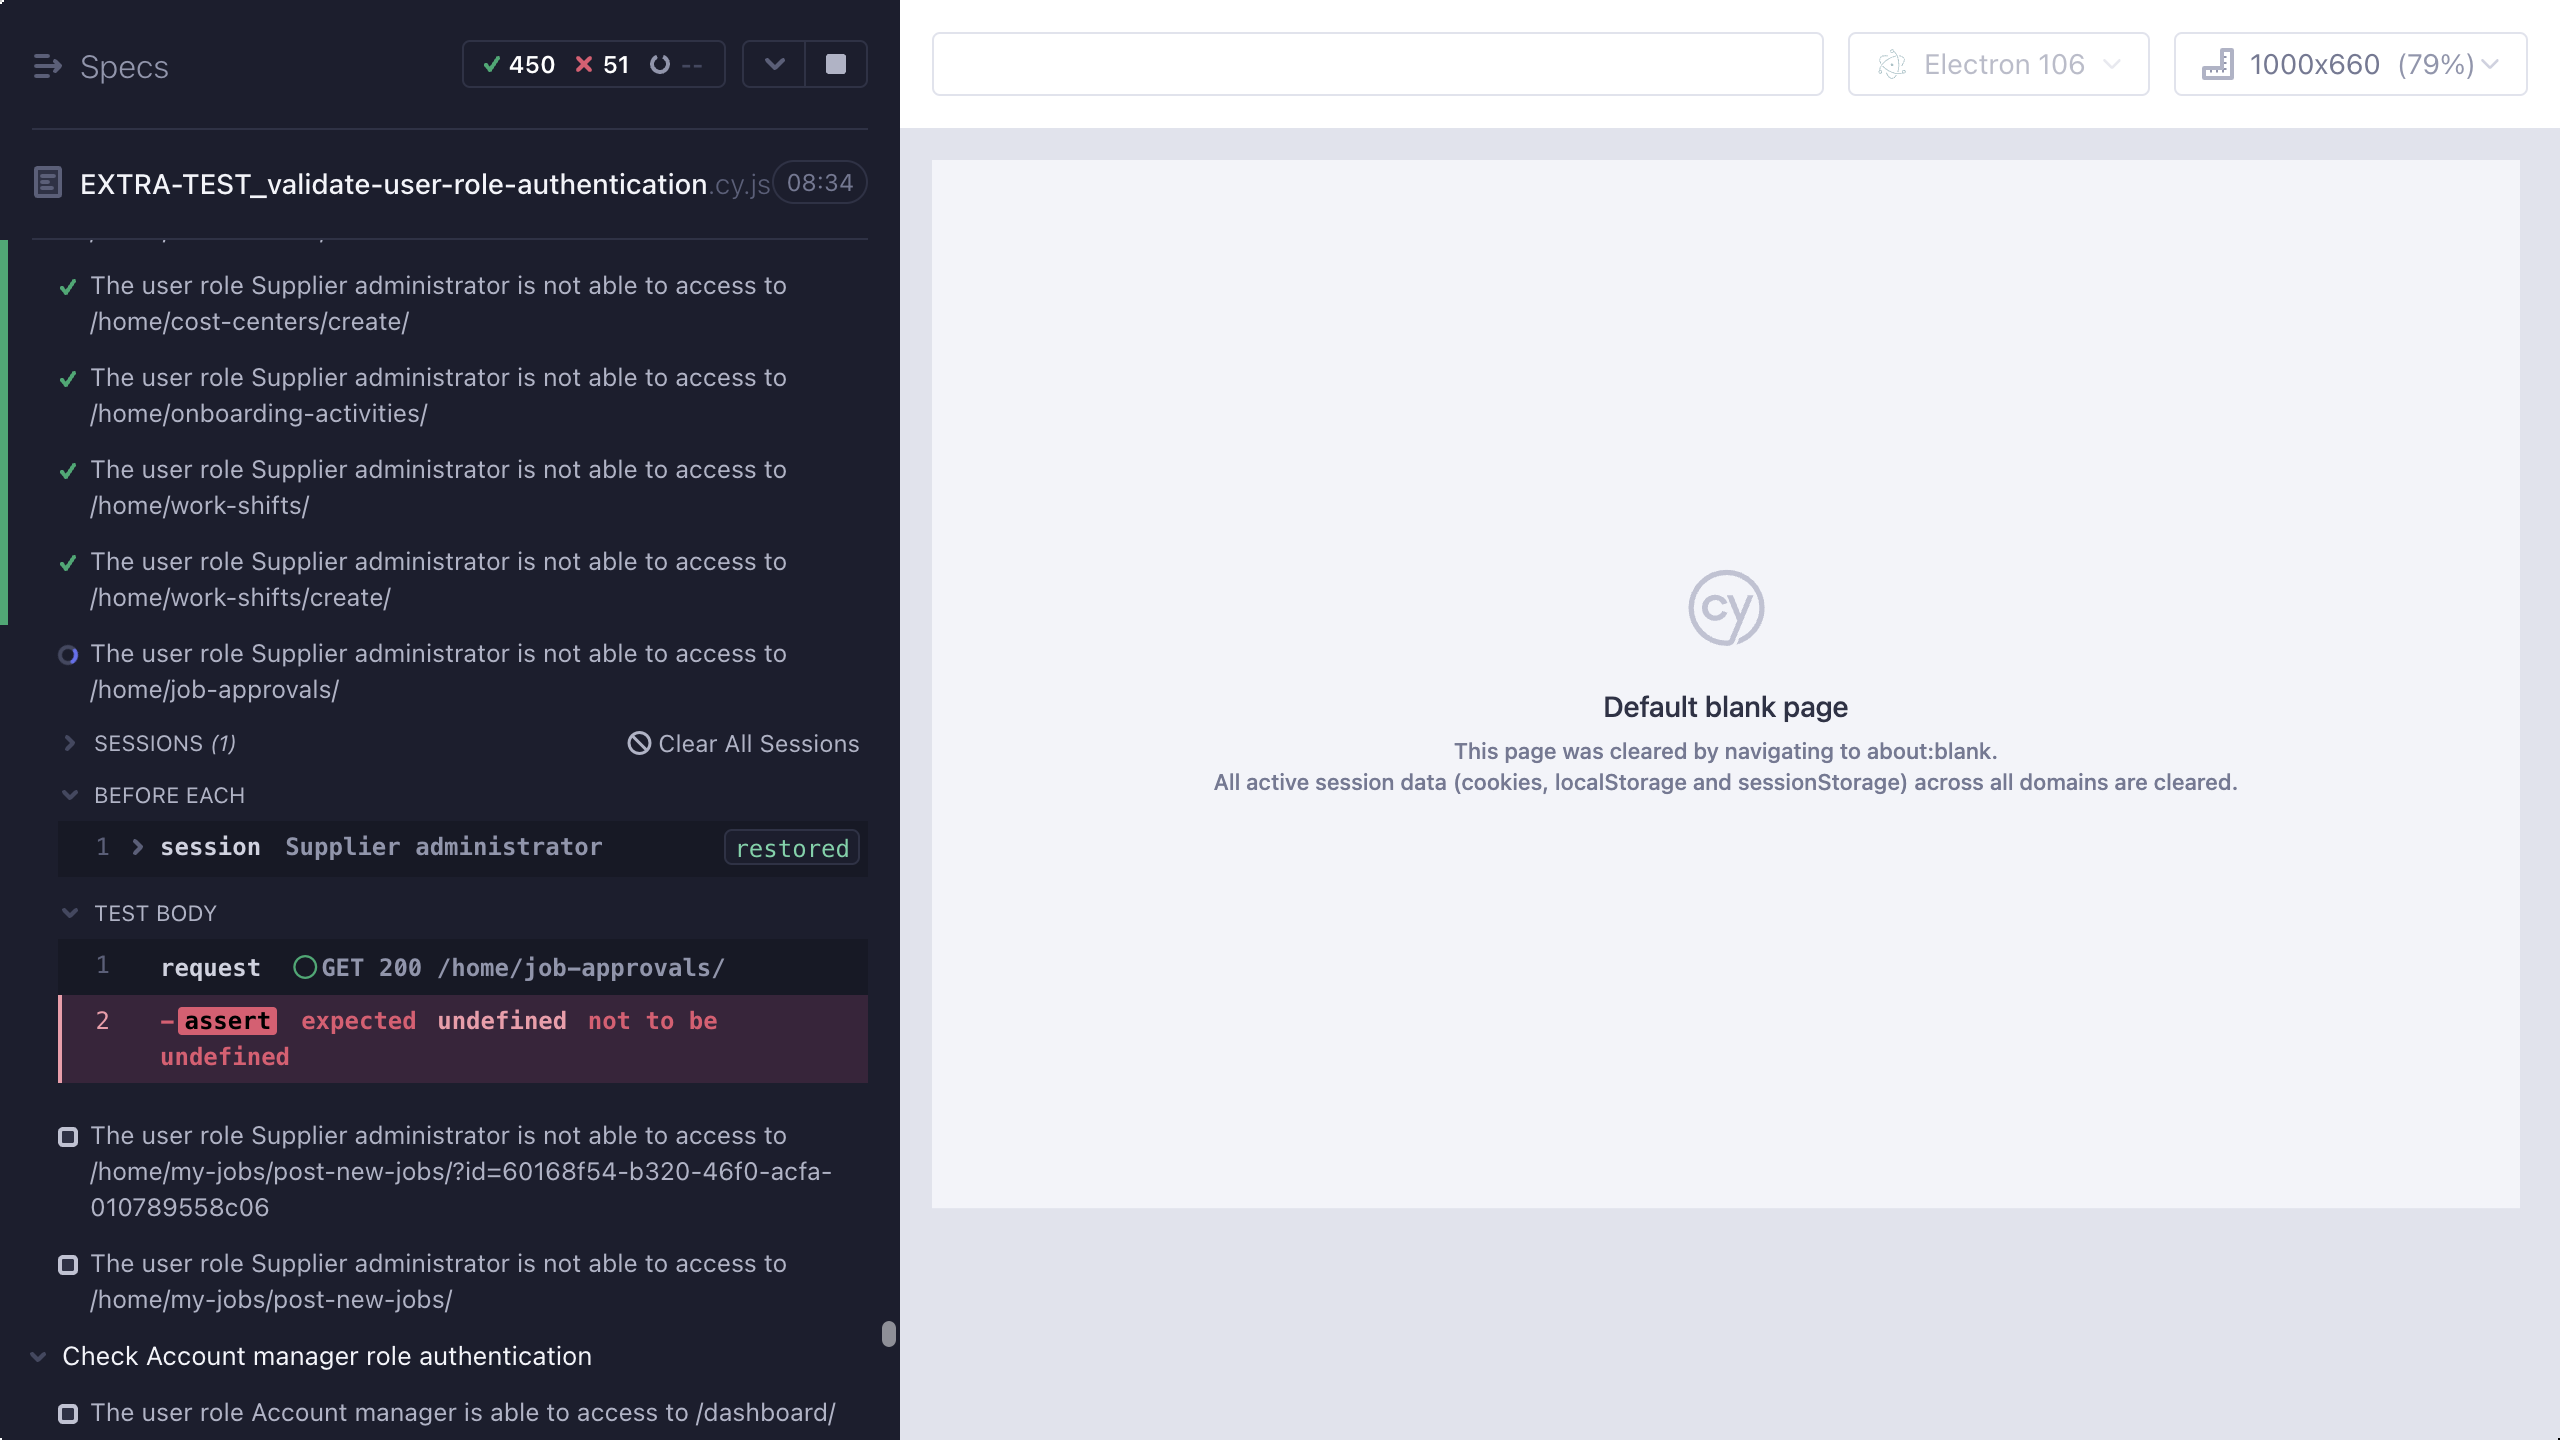 Specs
450 51 --
EXTRA-TEST_validate-user-role-authentication.cy.js 08:34
The user role Supplier administrator is not able to access to
/home/cost-centers/create/
The user role Supplier administrator is not able to access to
/home/onboarding-activities/
The user role Supplier administrator is not able to access to
/home/work-shifts/
The user role Supplier administrator is not able to access to
/home/work-shifts/create/
The user role Supplier administrator is not able to access to
/home/job-approvals/
SESSIONS (1) Clear All Sessions
BEFORE EACH
1 session Supplier administrator restored
TEST BODY
1 request GET 200 /home/job-approvals/
2 -assert expected undefined not to be
undefined
The user role Supplier administrator is not able to access to
/home/my-jobs/post-new-jobs/?id=60168f54-b320-46f0-acfa-
010789558c06
The user role Supplier administrator is not able to access to
/home/my-jobs/post-new-jobs/
Check Account manager role authentication
The user role Account manager is able to access to /dashboard/
Electron 106
1000x660 (79%)
cy
Default blank page
This page was cleared by navigating to about:blank.
All active session data (cookies, localStorage and sessionStorage) across all domains are cleared.